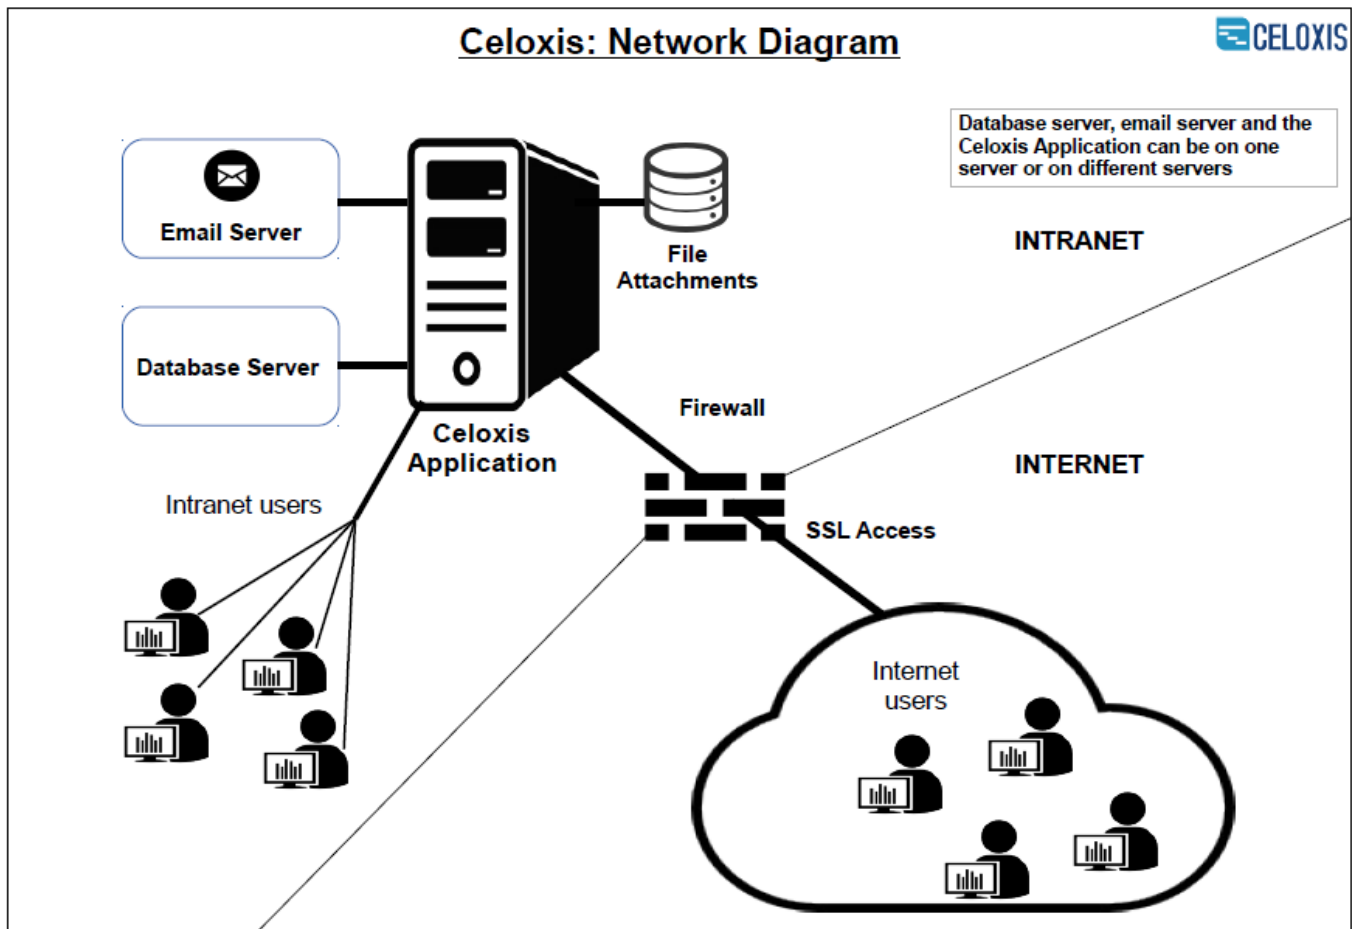 Celoxis: Network Diagram
CELOXIS
Database server, email server and the
Celoxis Application can be on one
server or on different servers
Email Server
File
Attachments
INTRANET
Database Server
Firewall
Celoxis
Application
INTERNET
Intranet users
SSL Access
Internet
users